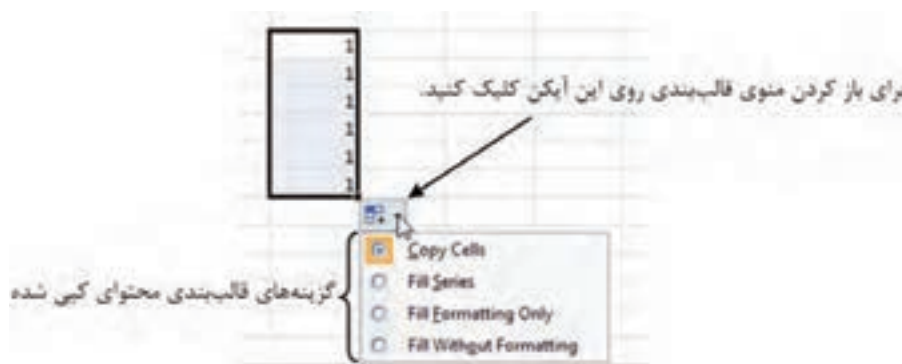 1
1
1
1
1
1
برای باز کردن منوی قالب‌بندی روی این آیکن کلیک کنید.
Copy Cells
Fill Series
Fill Formatting Only
Fill Without Formatting
گزینه‌های قالب‌بندی محتوای کپی شده